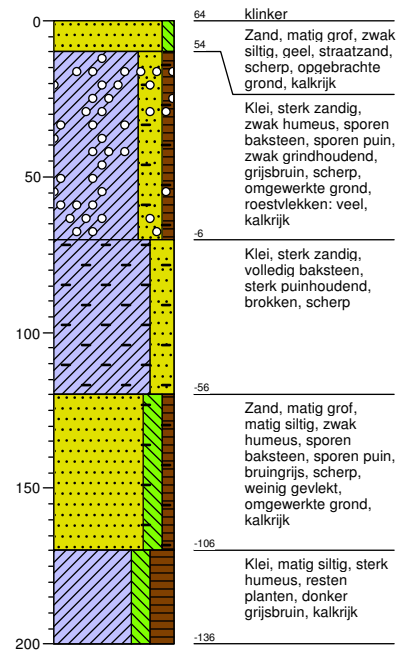 0
50
100
150
200
64
klinker
Zand, matig grof, zwak
siltig, geel, straatzand,
scherp, opgebrachte
grond, kalkrijk
54
Klei, sterk zandig,
zwak humeus, sporen
baksteen, sporen puin,
zwak grindhoudend,
grijsbruin, scherp,
omgewerkte grond,
roestvlekken: veel,
kalkrijk
-6
Klei, sterk zandig,
volledig baksteen,
sterk puinhoudend,
brokken, scherp
-56
Zand, matig grof,
matig siltig, zwak
humeus, sporen
baksteen, sporen puin,
bruingrijs, scherp,
weinig gevlekt,
omgewerkte grond,
kalkrijk
-106
Klei, matig siltig, sterk
humeus, resten
planten, donker
grijsbruin, kalkrijk
-136